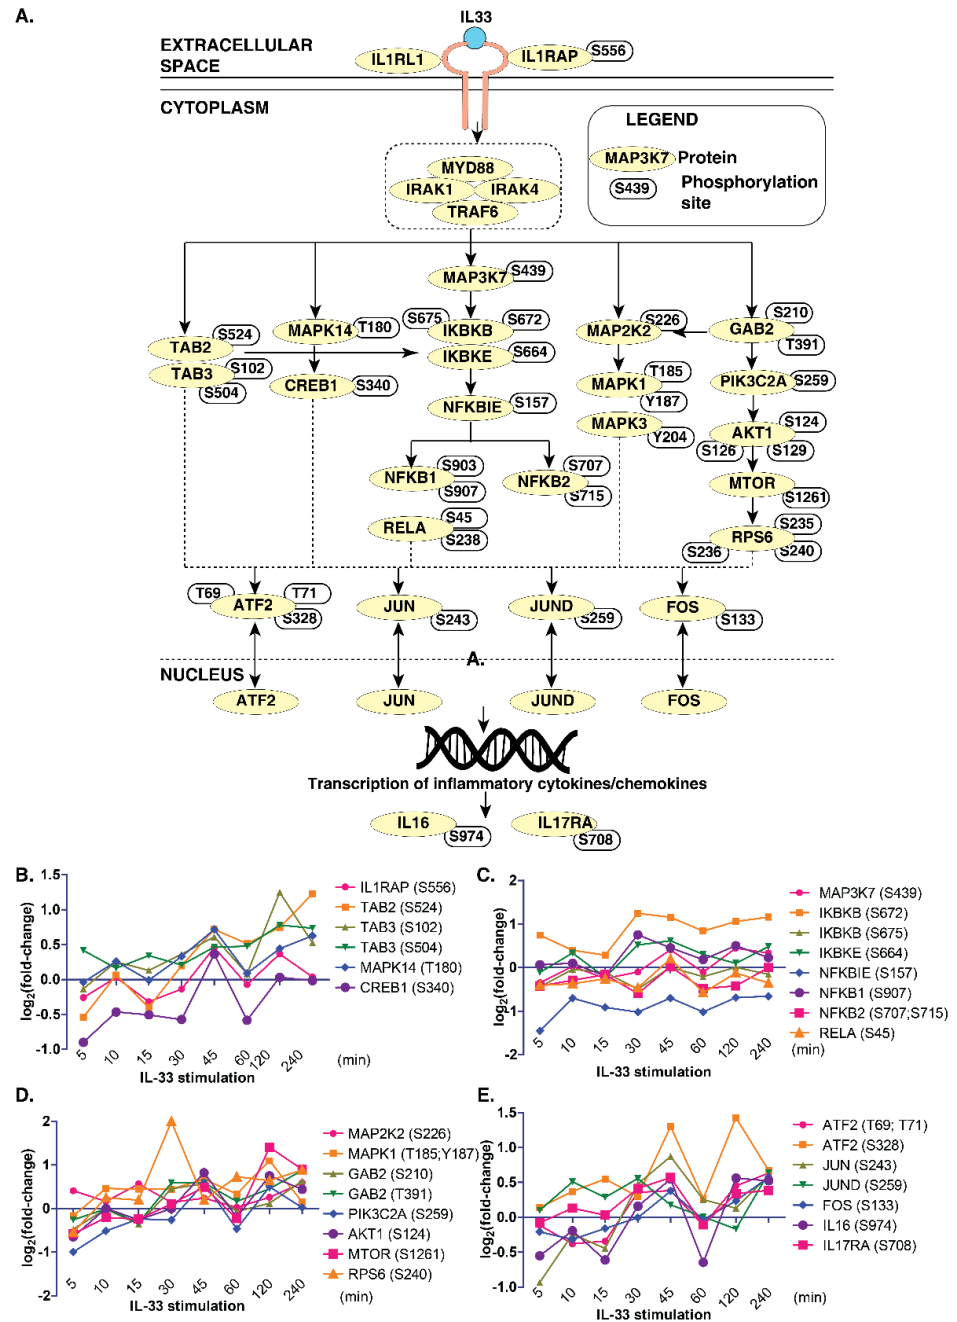 A.
IL33
EXTRACELLULAR
SPACE
IL1RL1
IL1RAP
S556
CYTOPLASM
LEGEND
MAP3K7 Protein
S439 Phosphorylation
site
MYD88
IRAK1
IRAK4
TRAF6
MAP3K7
S439
TAB2
S524
TAB3
S102
S504
MAPK14
T180
CREB1
S340
S675
IKBKB
S672
IKBKE
S664
NFKBIE
S157
NFKB1
S903
S907
NFKB2
S707
S715
RELA
S45
S238
MAP2K2
S226
MAPK1
T185
Y187
MAPK3
Y204
GAB2
S210
T391
PIK3C2A
S259
AKT1
S124
S126
S129
MTOR
S1261
RPS6
S235
S236
S240
T69
ATF2
T71
S328
JUN
S243
JUND
S259
FOS
S133
A.
NUCLEUS
ATF2
JUN
JUND
FOS
Transcription of inflammatory cytokines/chemokines
IL16
S974
IL17RA
S708
B.
log2(fold-change)
1.5
1.0
0.5
0.0
-0.5
-1.0
5
10
15
30
45
60
120
240
(min)
IL-33 stimulation
IL1RAP (S556)
TAB2 (S524)
TAB3 (S102)
TAB3 (S504)
MAPK14 (T180)
CREB1 (S340)
C.
log2(fold-change)
2
1
0
-1
-2
5
10
15
30
45
60
120
240
(min)
IL-33 stimulation
MAP3K7 (S439)
IKBKB (S672)
IKBKB (S675)
IKBKE (S664)
NFKBIE (S157)
NFKB1 (S907)
NFKB2 (S707;S715)
RELA (S45)
D.
log2(fold-change)
2
1
0
-1
-2
5
10
15
30
45
60
120
240
(min)
IL-33 stimulation
MAP2K2 (S226)
MAPK1 (T185;Y187)
GAB2 (S210)
GAB2 (T391)
PIK3C2A (S259)
AKT1 (S124)
MTOR (S1261)
RPS6 (S240)
E.
log2(fold-change)
1.5
1.0
0.5
0.0
-0.5
-1.0
5
10
15
30
45
60
120
240
(min)
IL-33 stimulation
ATF2 (T69; T71)
ATF2 (S328)
JUN (S243)
JUND (S259)
FOS (S133)
IL16 (S974)
IL17RA (S708)